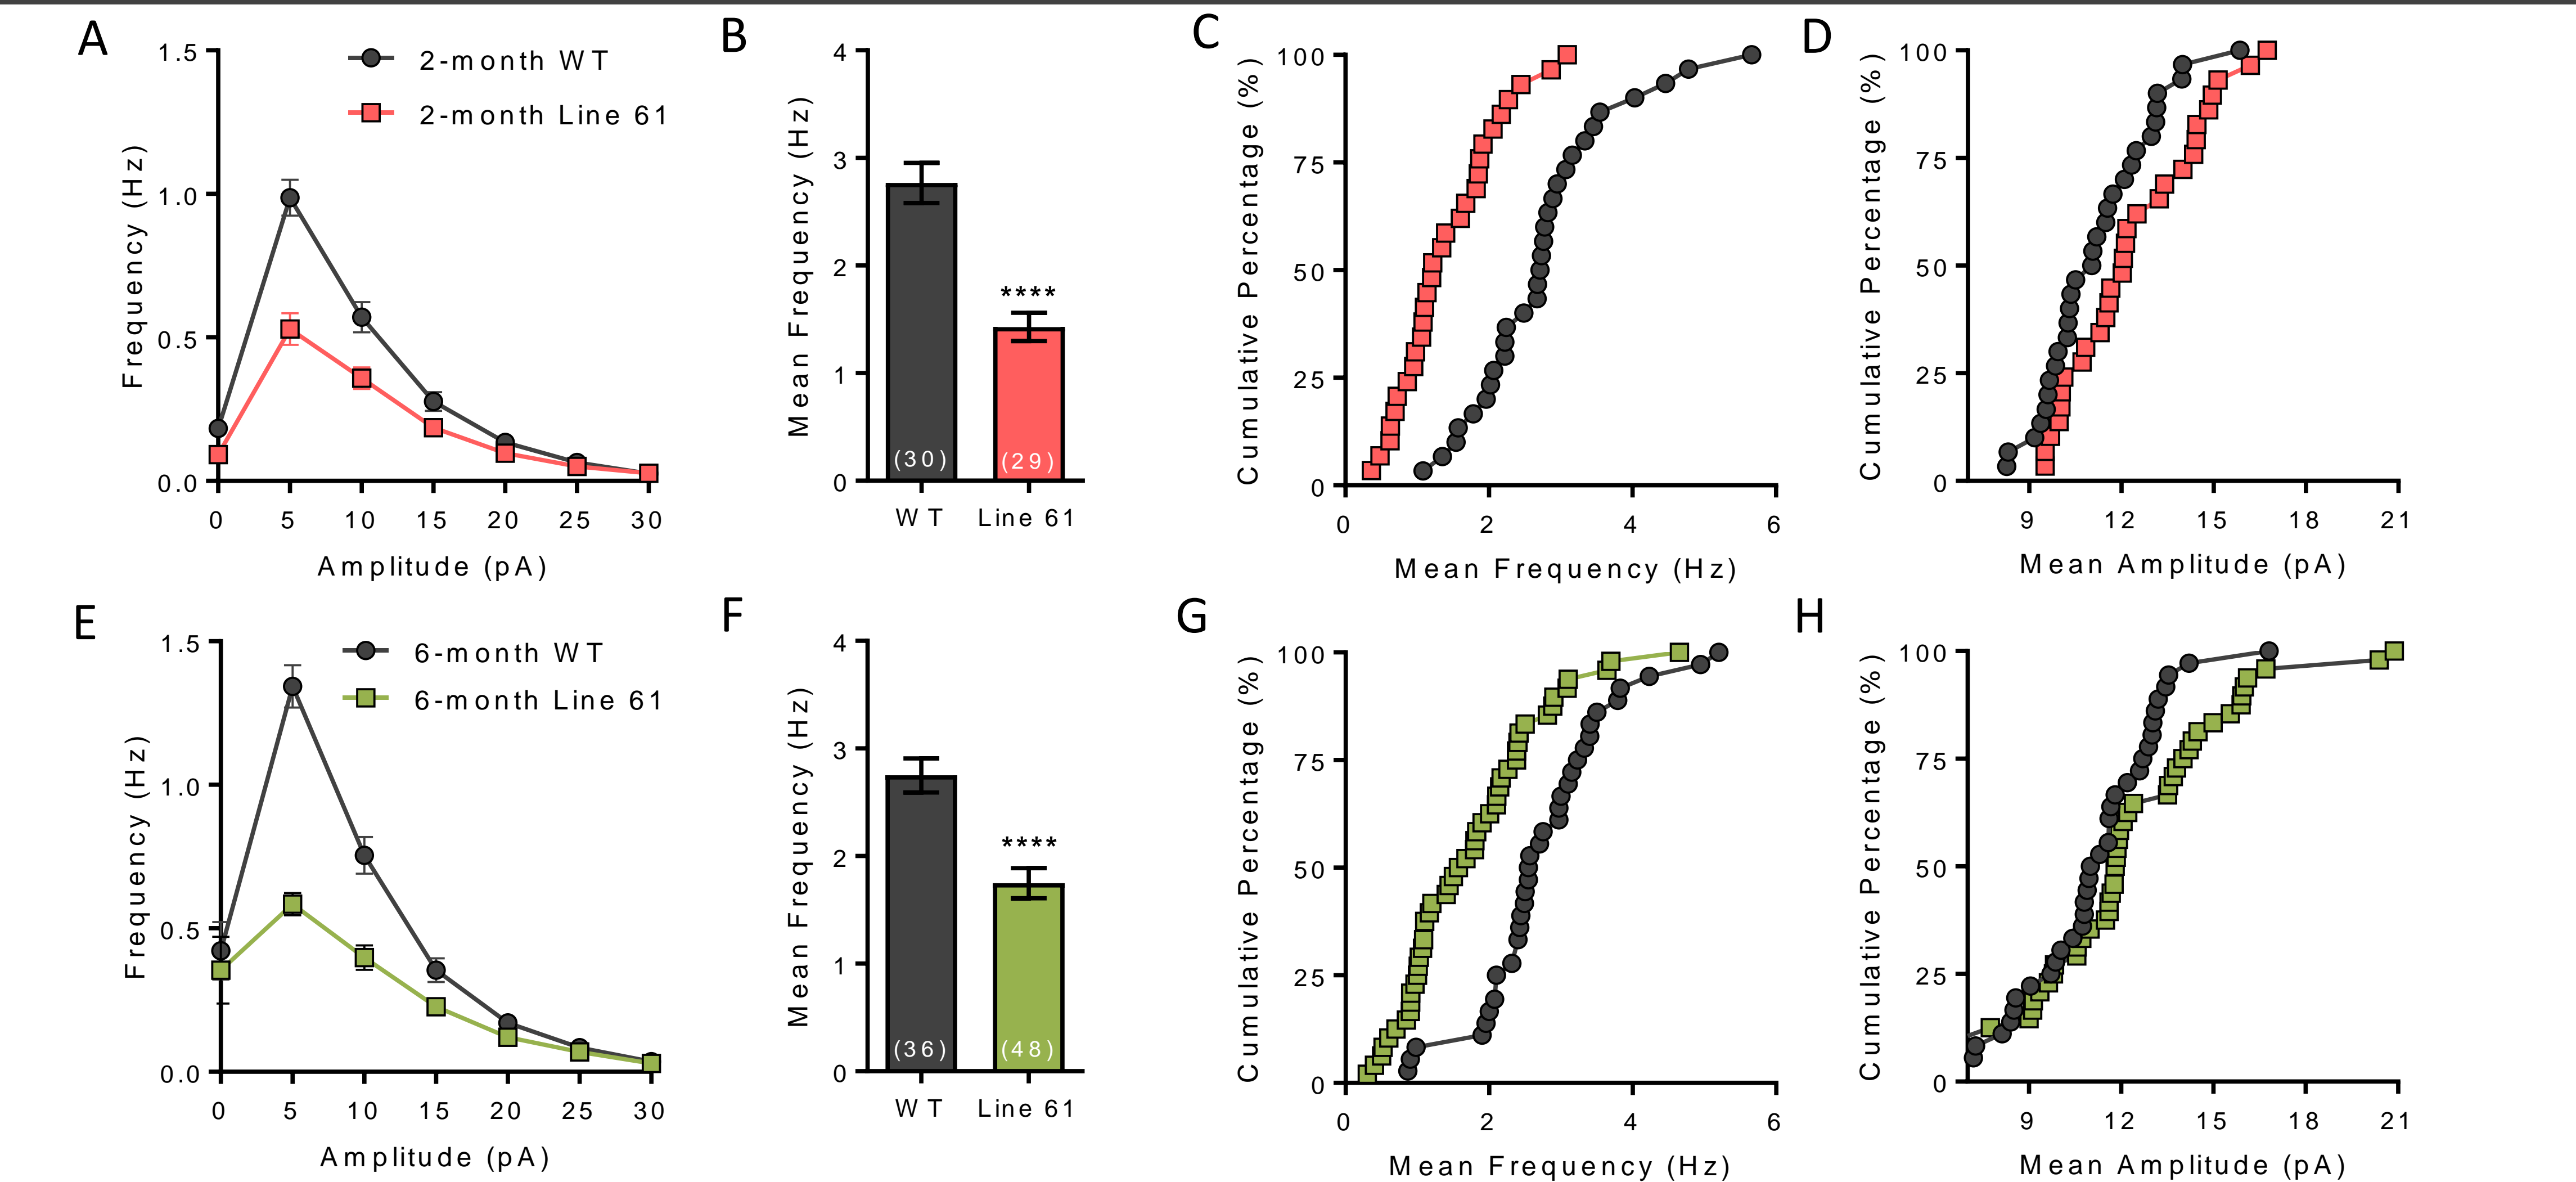 A
1.5
1.0
0.5
0.0
Frequency (Hz)
2-month WT
2-month Line 61
0 5 10 15 20 25 30
Amplitude (pA)
B
4
3
2
1
0
Mean Frequency (Hz)
****
(30) (29)
WT Line 61
C
100
75
50
25
0
Cumulative Percentage (%)
0 2 4 6
Mean Frequency (Hz)
D
100
75
50
25
0
Cumulative Percentage (%)
9 12 15 18 21
Mean Amplitude (pA)
E
1.5
1.0
0.5
0.0
Frequency (Hz)
6-month WT
6-month Line 61
0 5 10 15 20 25 30
Amplitude (pA)
F
4
3
2
1
0
Mean Frequency (Hz)
****
(36) (48)
WT Line 61
G
100
75
50
25
0
Cumulative Percentage (%)
0 2 4 6
Mean Frequency (Hz)
H
100
75
50
25
0
Cumulative Percentage (%)
9 12 15 18 21
Mean Amplitude (pA)